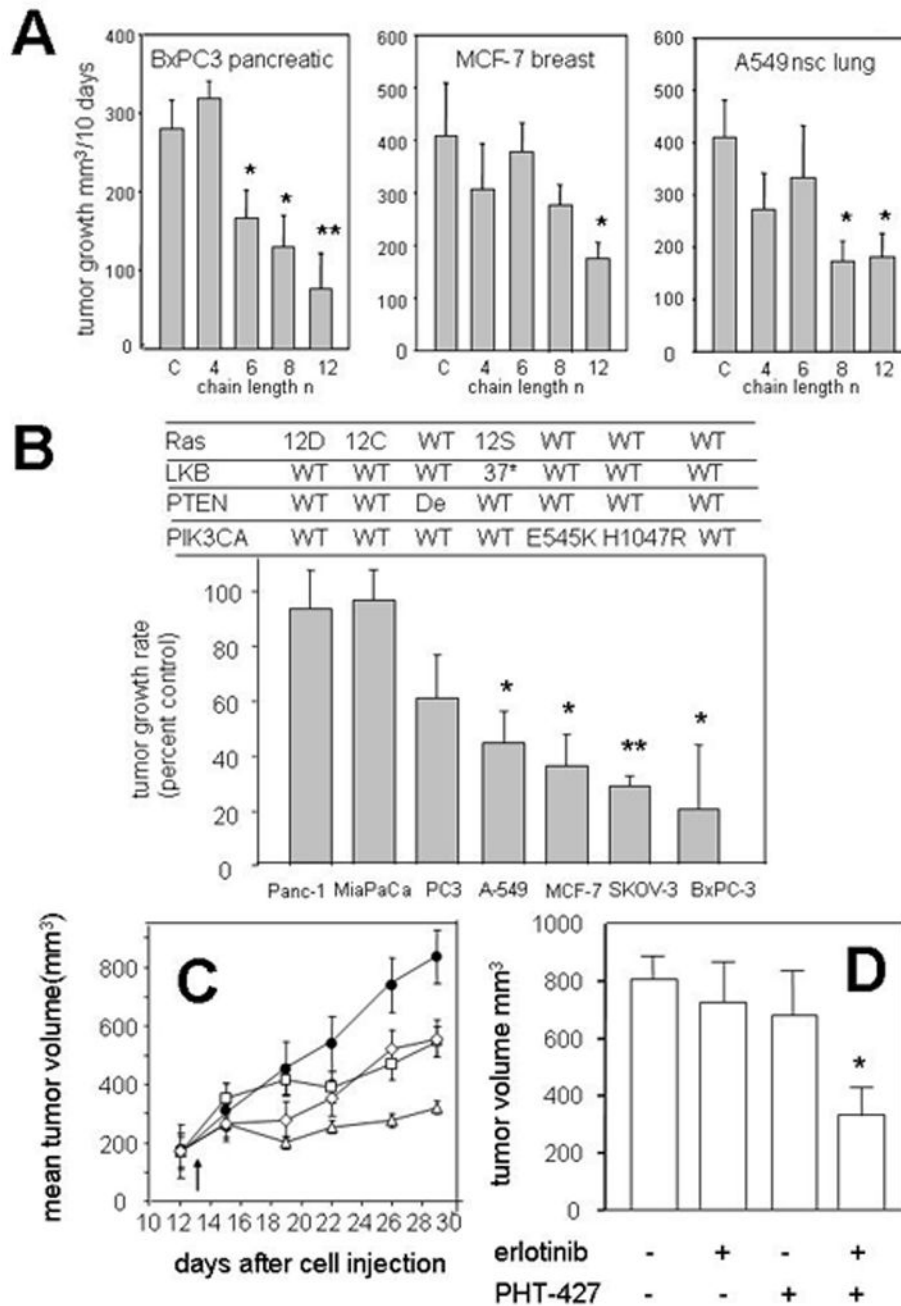 A
BxPC3 pancreatic
MCF-7 breast
A549 nsc lung
tumor growth mm³/10 days
400
300
200
100
0
600
500
400
300
200
100
0
600
500
400
300
200
100
0
*
*
**
*
*
*
C 4 6 8 12
C 4 6 8 12
C 4 6 8 12
chain length n
chain length n
chain length n
B
Ras 12D 12C WT 12S WT WT WT
LKB WT WT WT 37* WT WT WT
PTEN WT WT De WT WT WT WT
PIK3CA WT WT WT WT E545K H1047R WT
tumor growth rate
(percent control)
100
80
60
40
20
0
*
*
**
*
Panc-1 MiaPaCa PC3 A-549 MCF-7 SKOV-3 BxPC-3
C
mean tumor volume(mm³)
800
600
400
200
0
10 12 14 16 18 20 22 24 26 28 30
days after cell injection
D
tumor volume mm³
1000
800
600
400
200
0
*
erlotinib - + - +
PHT-427 - - + +